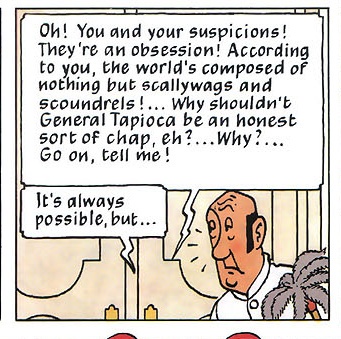 Oh! You and your suspicions!
They're an obsession! According
to you, the world's composed of
nothing but scallywags and
scoundrels!... Why shouldn't
General Tapioca be an honest
sort of chap, eh?...Why?...
Go on, tell me!
It's always
possible, but...